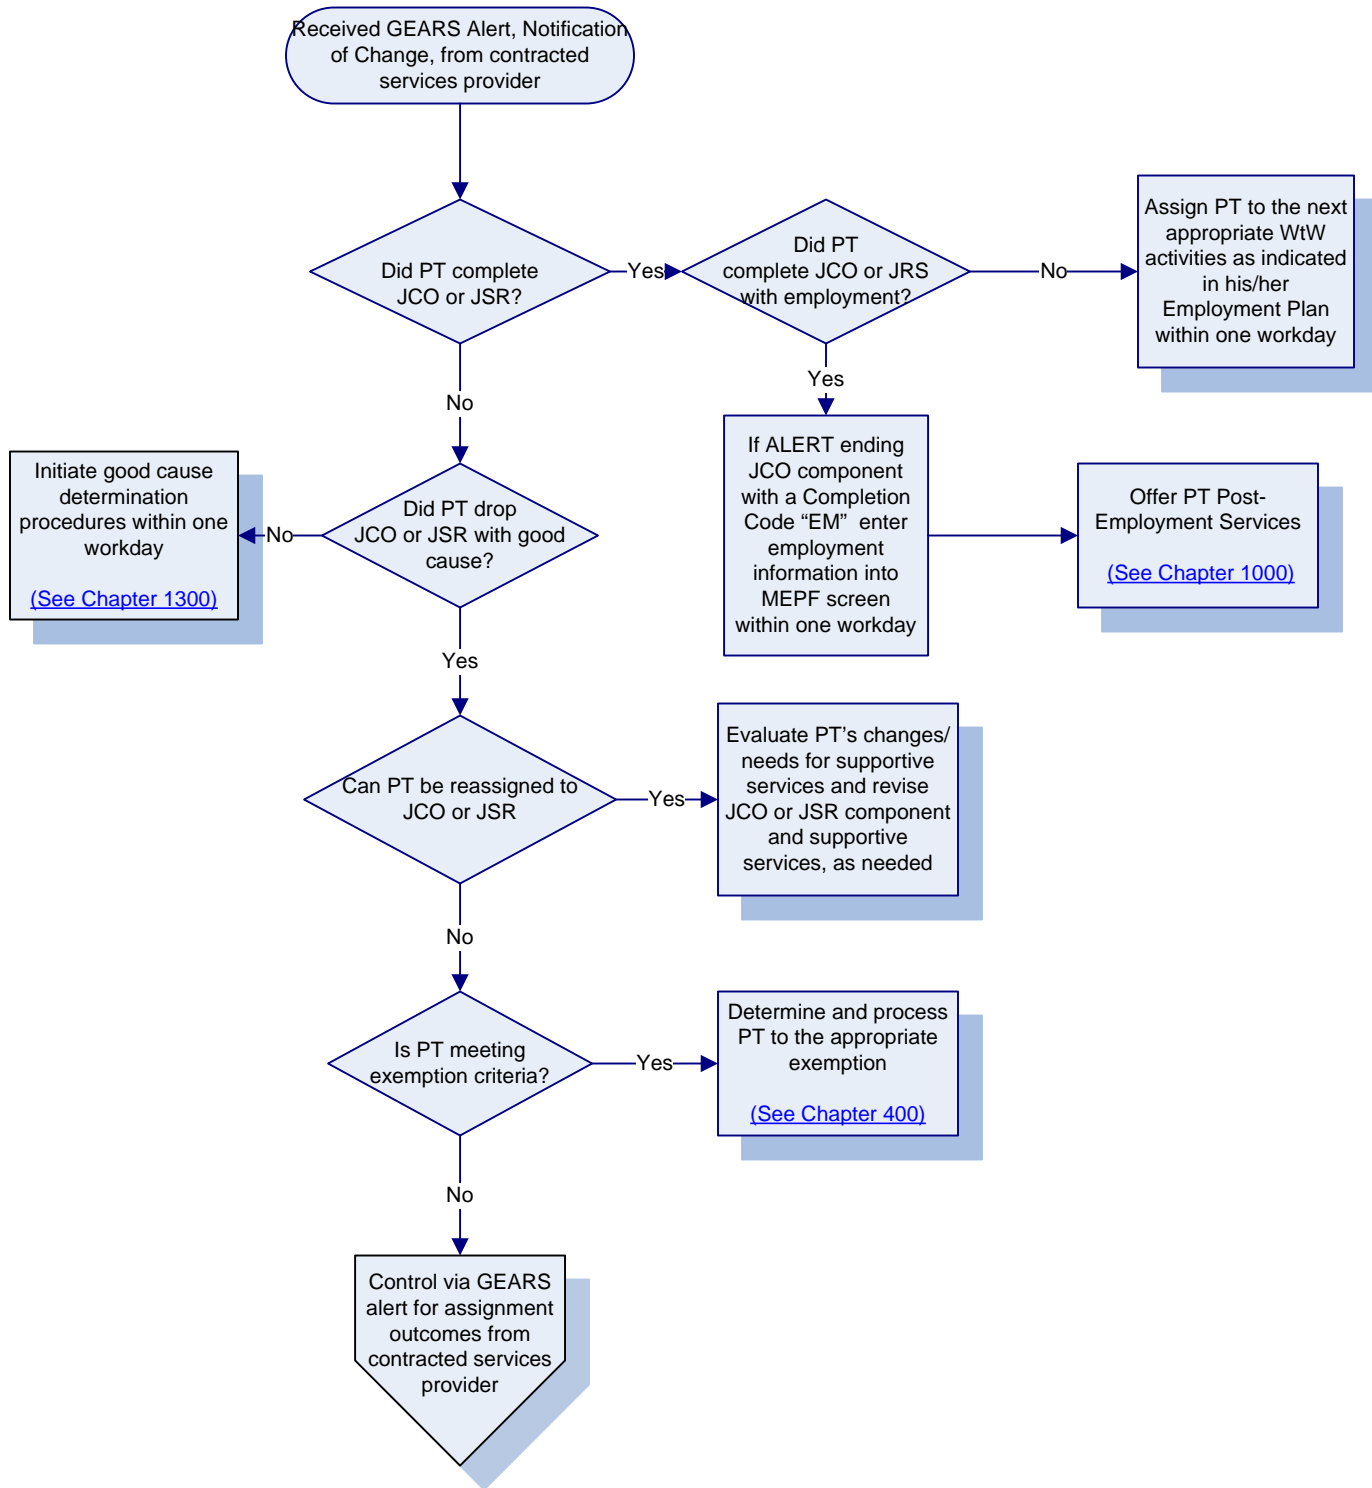 Received GEARS Alert, Notification
of Change, from contracted
services provider
Did PT complete
JCO or JSR?
Yes
Did PT
complete JCO or JRS
with employment?
No
Assign PT to the next
appropriate WtW
activities as indicated
in his/her
Employment Plan
within one workday
Yes
If ALERT ending
JCO component
with a Completion
Code “EM” enter
employment
information into
MEPF screen
within one workday
Offer PT Post-
Employment Services
(See Chapter 1000)
No
Did PT drop
JCO or JSR with good
cause?
No
Initiate good cause
determination
procedures within one
workday
(See Chapter 1300)
Yes
Can PT be reassigned to
JCO or JSR
Yes
Evaluate PT’s changes/
needs for supportive
services and revise
JCO or JSR component
and supportive
services, as needed
No
Is PT meeting
exemption criteria?
Yes
Determine and process
PT to the appropriate
exemption
(See Chapter 400)
No
Control via GEARS
alert for assignment
outcomes from
contracted services
provider